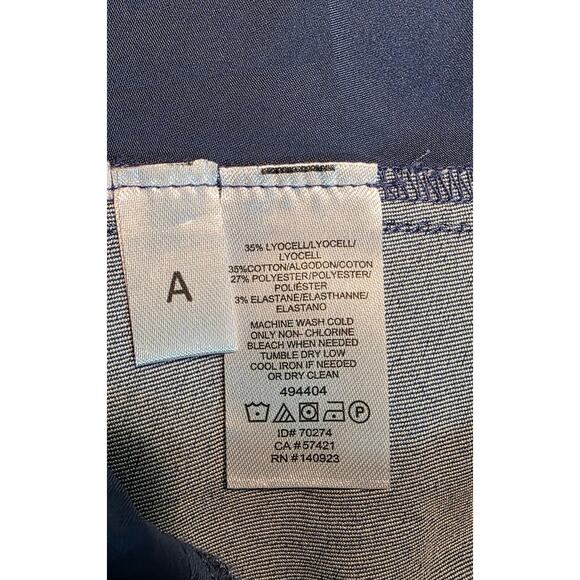 A
35% LYOCELL/LYOCELL/
LYOCELL
35%COTTON/ALGODON/COTON
27% POLYESTER/POLYESTER/
POLIÉSTER
3% ELASTANE/ELASTHANNE/
ELASTANO
MACHINE WASH COLD
ONLY NON- CHLORINE
BLEACH WHEN NEEDED
TUMBLE DRY LOW
COOL IRON IF NEEDED
OR DRY CLEAN
494404
P
ID# 70274
CA #57421
RN #140923